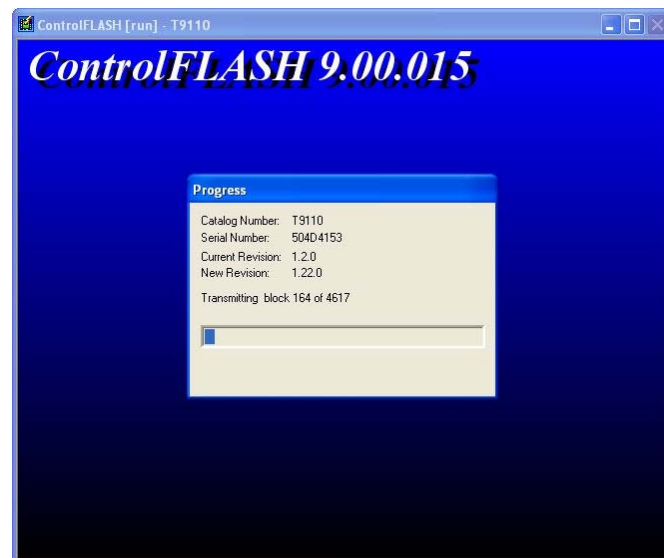 ControlFLASH [run] - T9110
ControlFLASH 9.00.015
Progress
Catalog Number: T9110
Serial Number: 504D4153
Current Revision: 1.2.0
New Revision: 1.22.0
Transmitting block 164 of 4617